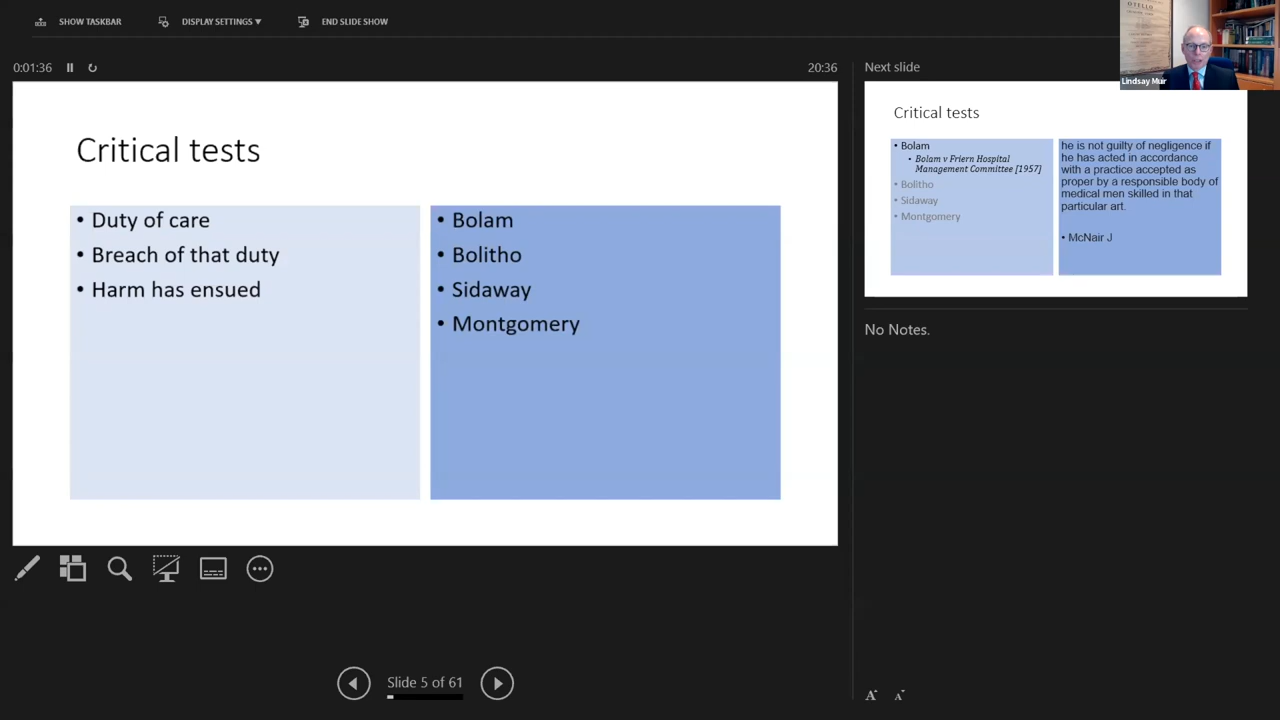 SHOW TASKBAR
DISPLAY SETTINGS ▼
END SLIDE SHOW
0:01:36
20:36
Critical tests
• Duty of care
• Breach of that duty
• Harm has ensued
• Bolam
• Bolitho
• Sidaway
• Montgomery
Slide 5 of 61
Next slide
Critical tests
• Bolam
• Bolam v Friern Hospital
Management Committee [1957]
• Bolitho
• Sidaway
• Montgomery
he is not guilty of negligence if
he has acted in accordance
with a practice accepted as
proper by a responsible body of
medical men skilled in that
particular art.
• McNair J
No Notes.
A A
OTELLO
Lindsay Muir